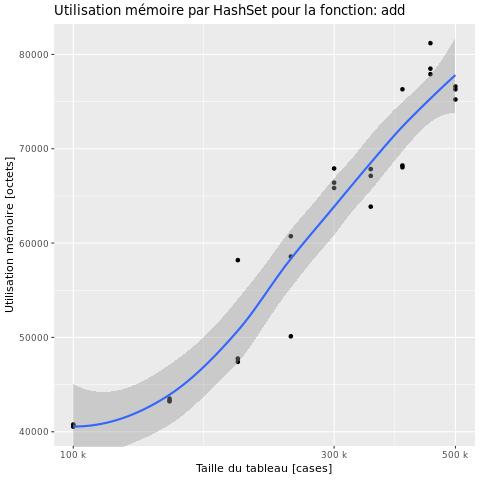 Utilisation mémoire par HashSet pour la fonction: add
Utilisation mémoire [octets]
80000
70000
60000
50000
40000
100 k
300 k
500 k
Taille du tableau [cases]